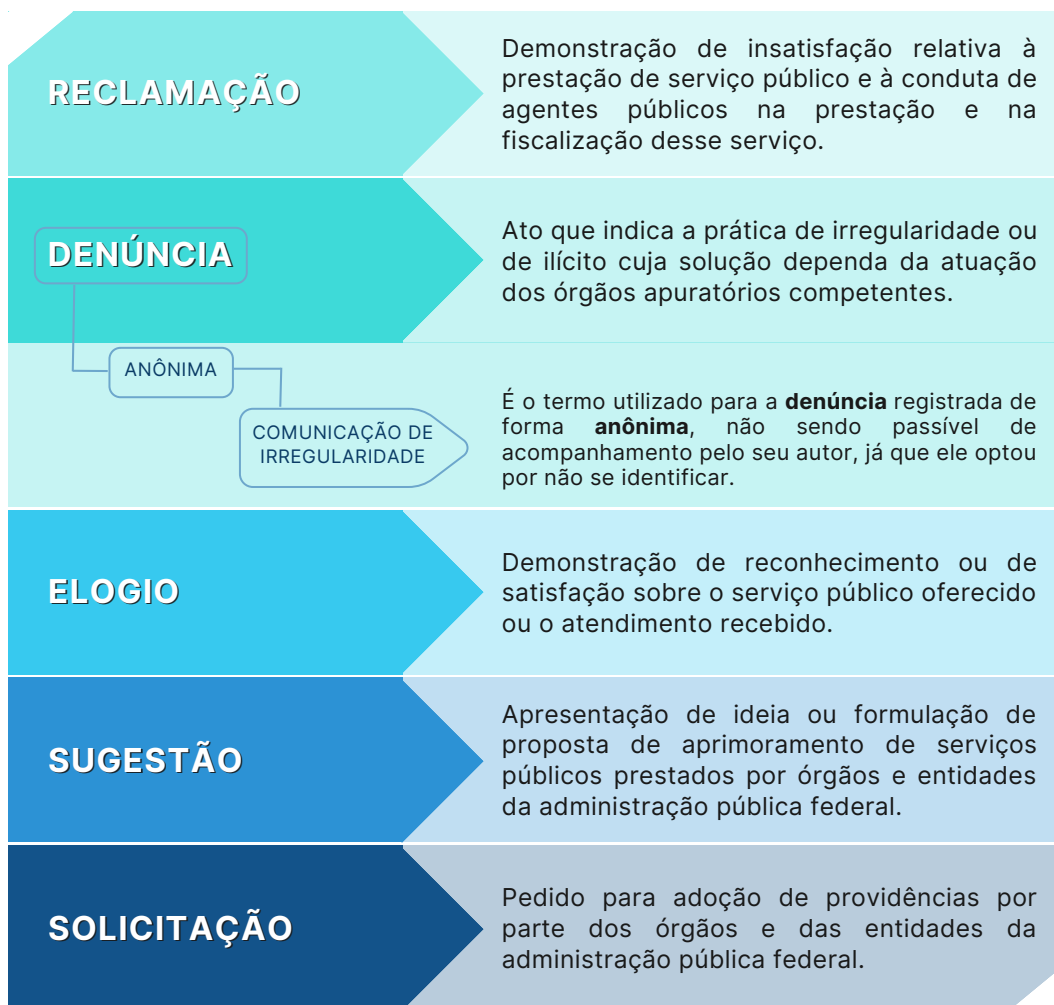 RECLAMAÇÃO
Demonstração de insatisfação relativa à
prestação de serviço público e à conduta de
agentes públicos na prestação e na
fiscalização desse serviço.
DENÚNCIA
Ato que indica a prática de irregularidade ou
de ilícito cuja solução dependa da atuação
dos órgãos apuratórios competentes.
ANÔNIMA
COMUNICAÇÃO DE
IRREGULARIDADE
É o termo utilizado para a denúncia registrada de
forma anônima, não sendo passível de
acompanhamento pelo seu autor, já que ele optou
por não se identificar.
ELOGIO
Demonstração de reconhecimento ou de
satisfação sobre o serviço público oferecido
ou o atendimento recebido.
SUGESTÃO
Apresentação de ideia ou formulação de
proposta de aprimoramento de serviços
públicos prestados por órgãos e entidades
da administração pública federal.
SOLICITAÇÃO
Pedido para adoção de providências por
parte dos órgãos e das entidades da
administração pública federal.